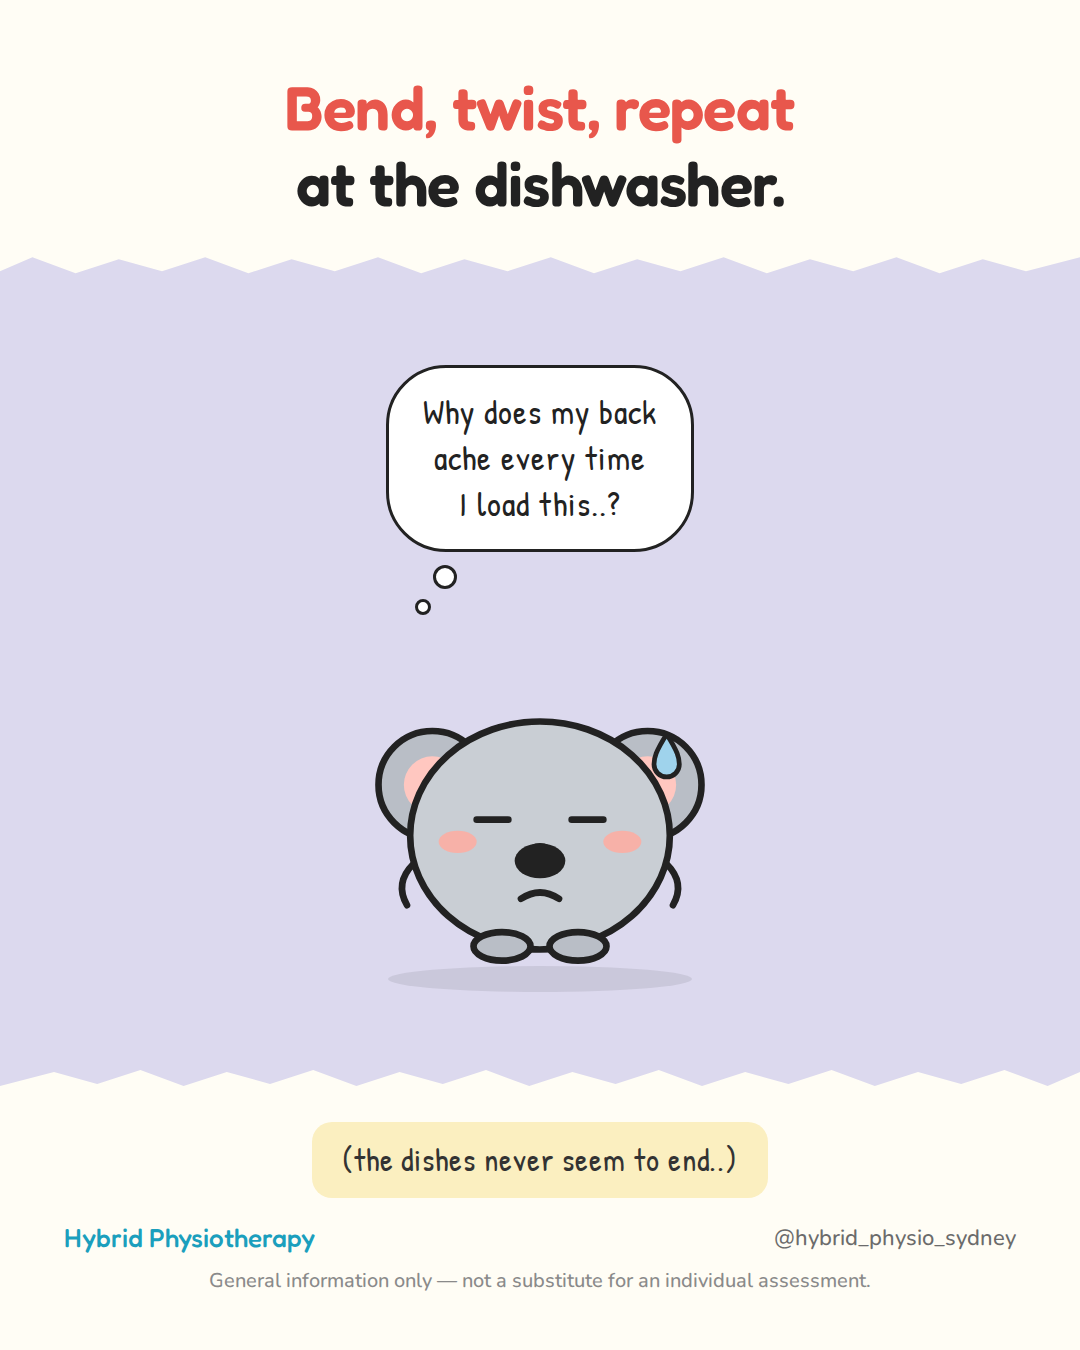 Bend, twist, repeat
at the dishwasher.
Why does my back
ache every time
I load this..?
(the dishes never seem to end..)
Hybrid Physiotherapy
@hybrid_physio_sydney
General information only — not a substitute for an individual assessment.